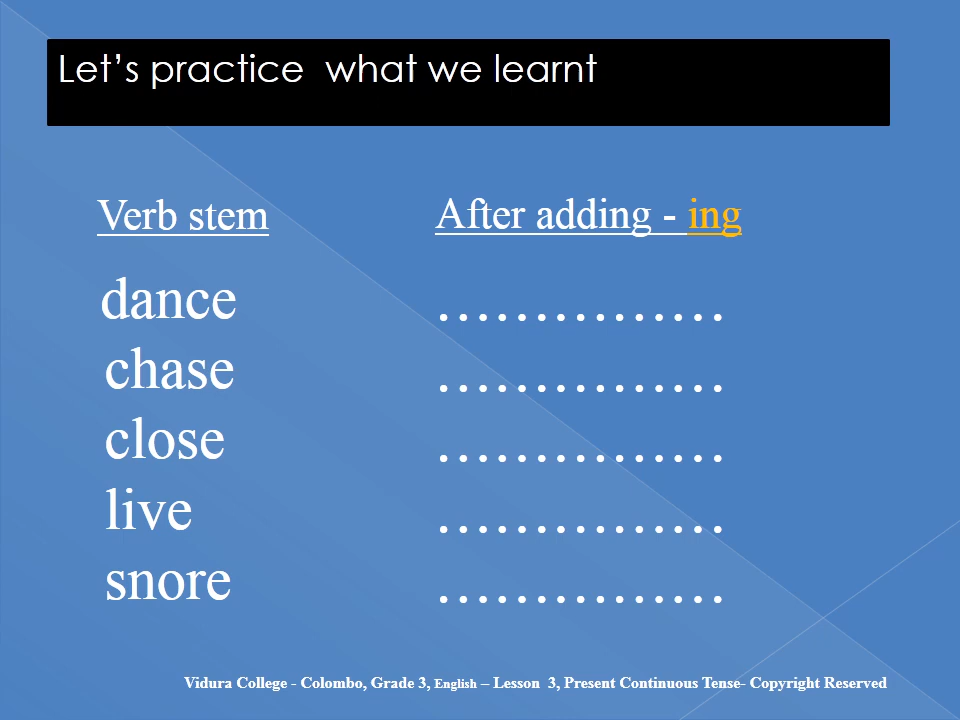 Let’s practice  what we learnt
Verb stem After adding - ing
dance ……………
chase ……………
close ……………
live ……………
snore ……………
Vidura College - Colombo, Grade 3, English – Lesson  3, Present Continuous Tense- Copyright Reserved